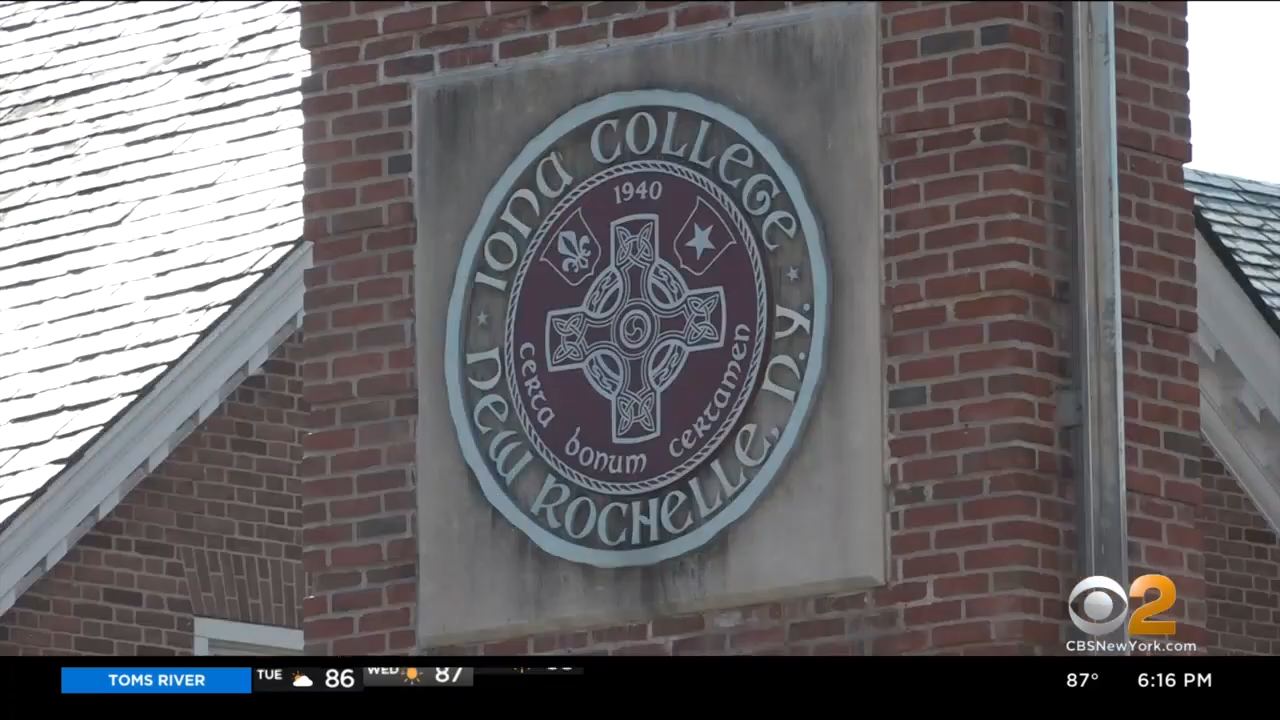 IONA COLLEGE
1940
CERTA BONUM CERTAMEN
NEW ROCHELLE, N.Y.
2
CBSNewYork.com
TOMS RIVER
TUE 86
WED 87
87° 6:16 PM